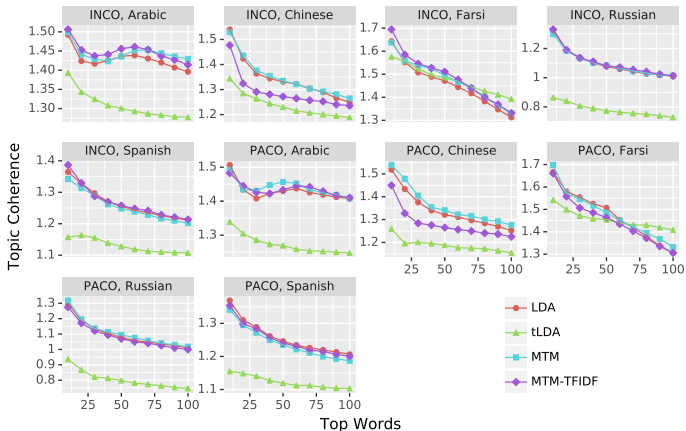 INCO, Arabic
INCO, Chinese
INCO, Farsi
INCO, Russian
1.50
1.45
1.40
1.35
1.30
1.5
1.4
1.3
1.2
1.7
1.6
1.5
1.4
1.3
1.2
1
0.8
INCO, Spanish
PACO, Arabic
PACO, Chinese
PACO, Farsi
1.4
1.3
1.2
1.1
1.5
1.4
1.3
1.5
1.4
1.3
1.2
1.7
1.6
1.5
1.4
1.3
25 50 75 100
25 50 75 100
PACO, Russian
PACO, Spanish
1.3
1.2
1.1
1
0.9
0.8
1.3
1.2
1.1
25 50 75 100
25 50 75 100
Topic Coherence
Top Words
LDA
tLDA
MTM
MTM-TFIDF